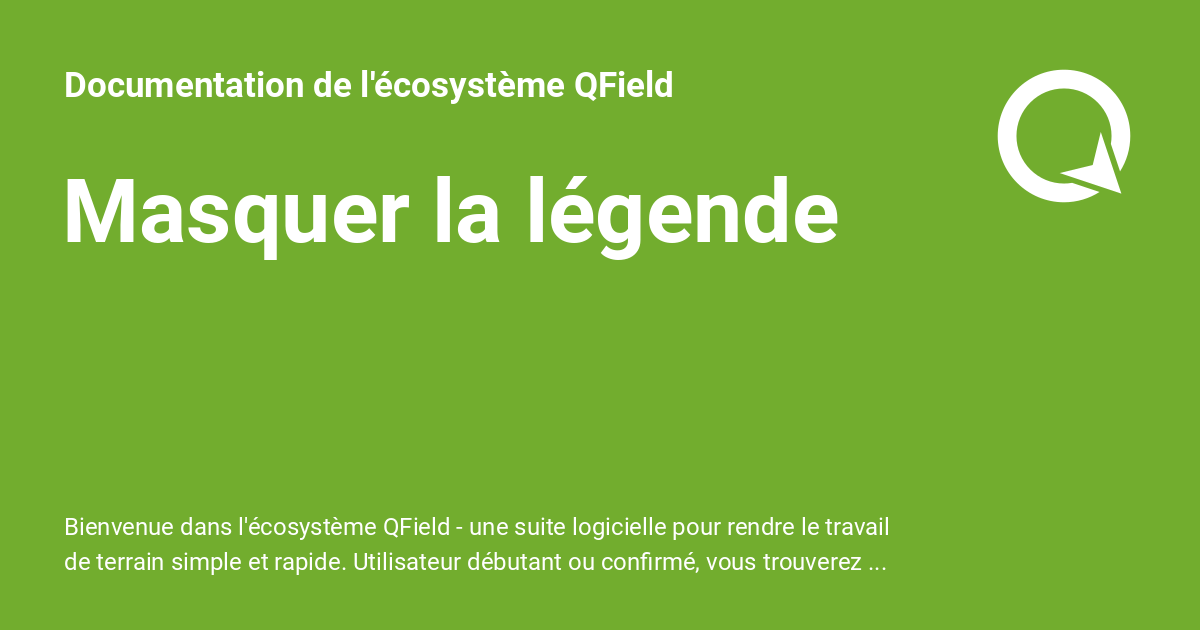 Documentation de l'écosystème QField
Masquer la légende
Bienvenue dans l'écosystème QField - une suite logicielle pour rendre le travail
de terrain simple et rapide. Utilisateur débutant ou confirmé, vous trouverez ...